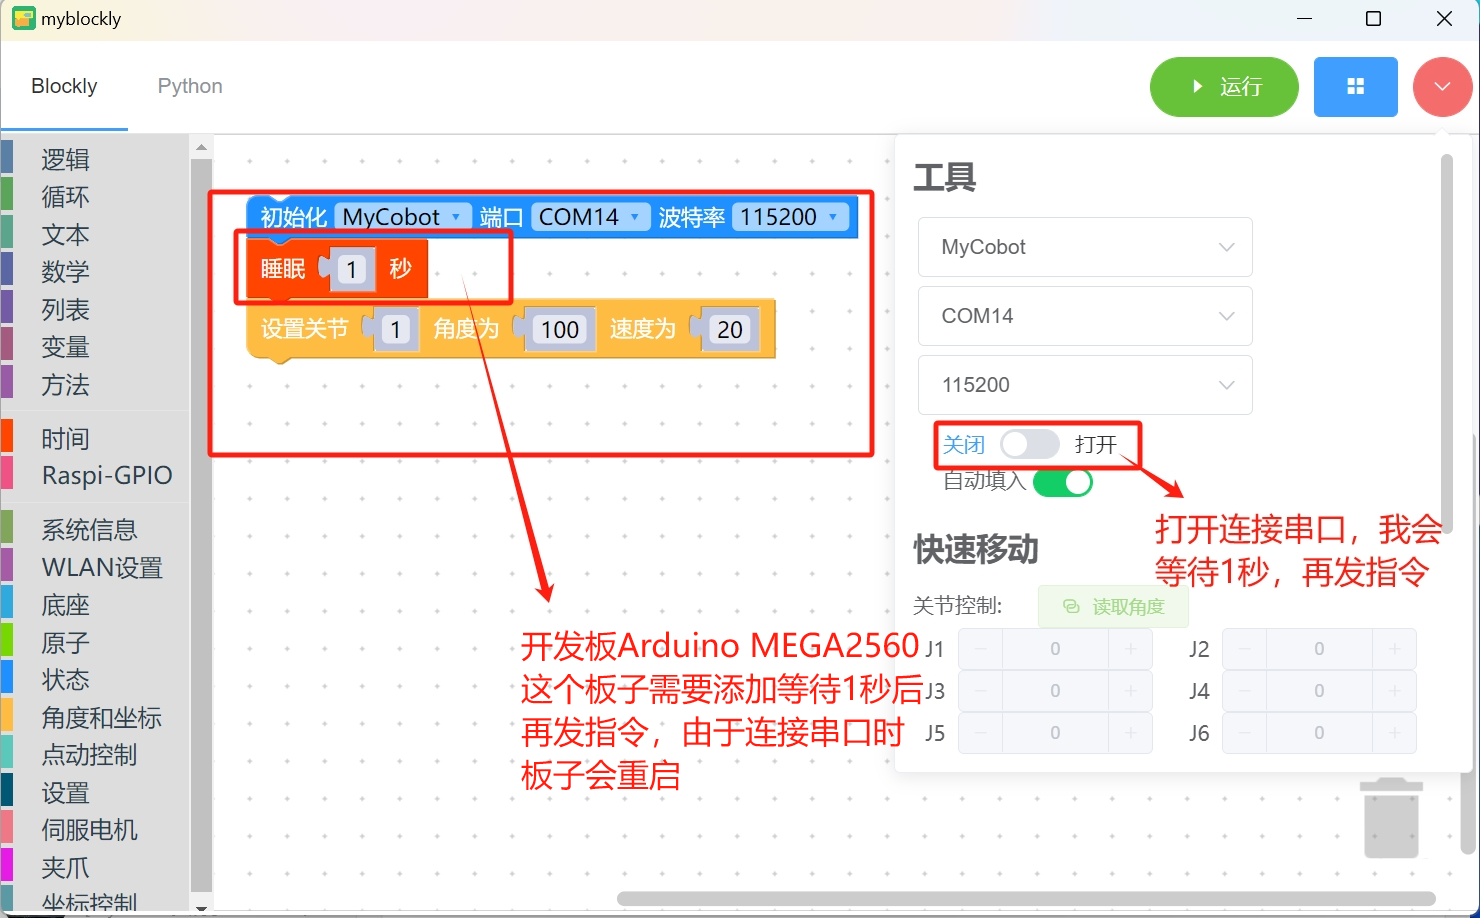 myblockly
Blockly
Python
运行
逻辑
循环
文本
数学
列表
变量
方法
时间
Raspi-GPIO
系统信息
WLAN设置
底座
原子
状态
角度和坐标
点动控制
设置
伺服电机
夹爪
坐标控制
初始化 MyCobot 端口 COM14 波特率 115200
睡眠 1 秒
设置关节 1 角度为 100 速度为 20
开发板Arduino MEGA2560
这个板子需要添加等待1秒后
再发指令，由于连接串口时
板子会重启
工具
MyCobot
COM14
115200
关闭 打开
自动填入
打开连接串口，我会
等待1秒，再发指令
快速移动
关节控制: 读取角度
J1 − 0 + J2 − 0 +
J3 − 0 + J4 − 0 +
J5 − 0 + J6 − 0 +